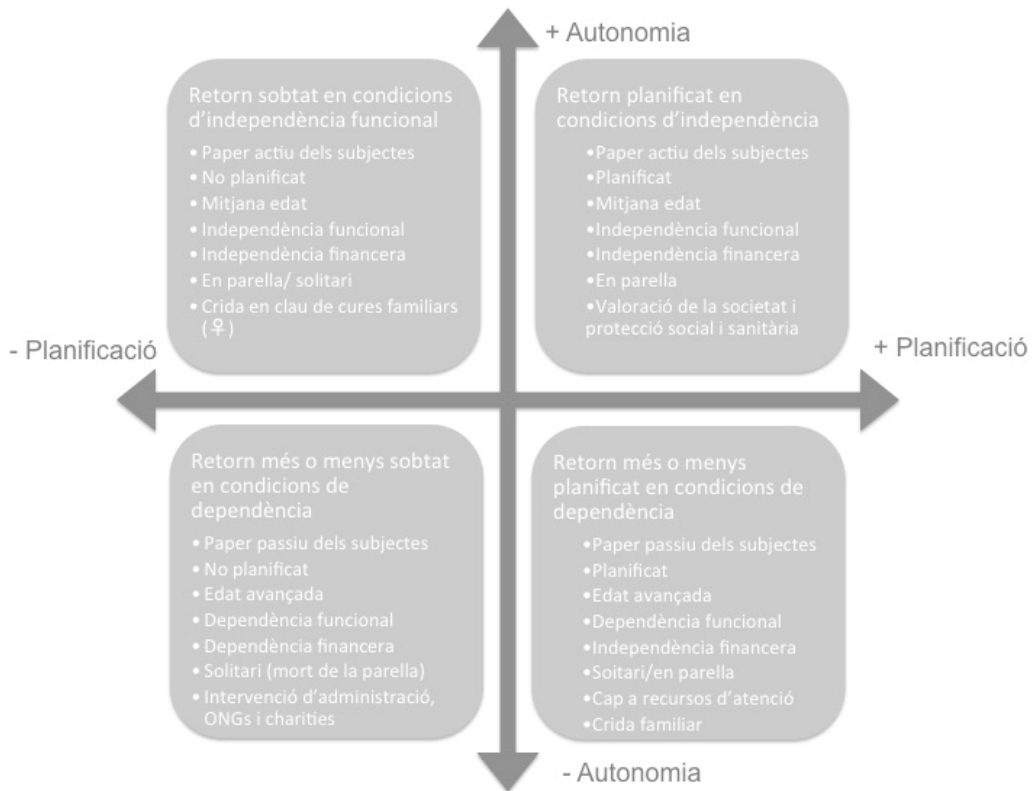 + Autonomia
Retorn sobtat en condicions
d'independència funcional
• Paper actiu dels subjectes
• No planificat
• Mitjana edat
• Independència funcional
• Independència financera
• En parella/ solitari
• Crida en clau de cures familiars
(♀)
Retorn planificat en
condicions d'independència
•Paper actiu dels subjectes
•Planificat
•Mitjana edat
•Independència funcional
•Independència financera
•En parella
•Valoració de la societat i
protecció social i sanitària
- Planificació
+ Planificació
Retorn més o menys sobtat
en condicions de
dependència
• Paper passiu dels subjectes
• No planificat
• Edat avançada
• Dependència funcional
• Dependència financera
• Solitari (mort de la parella)
• Intervenció d'administració,
ONGs i charities
Retorn més o menys
planificat en condicions de
dependència
•Paper passiu dels subjectes
•Planificat
•Edat avançada
•Dependència funcional
•Independència financera
•Soitari/en parella
•Cap a recursos d'atenció
•Crida familiar
- Autonomia